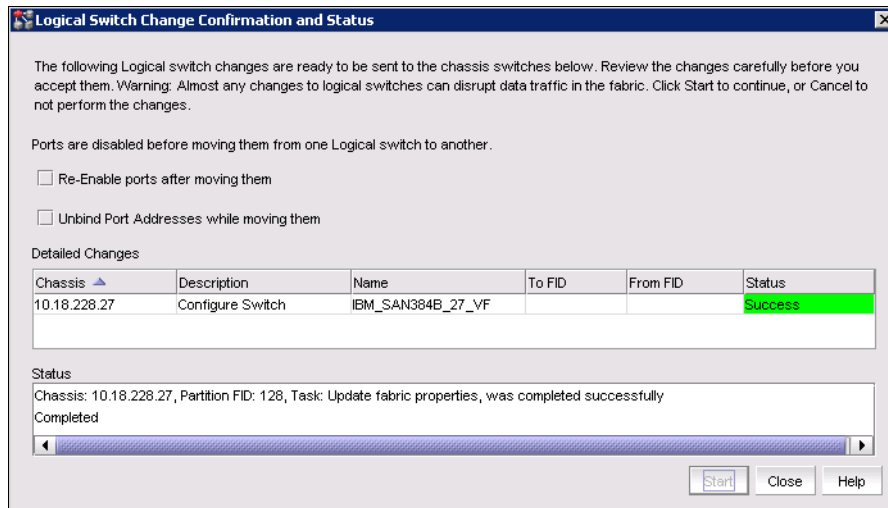 Logical Switch Change Confirmation and Status
The following Logical switch changes are ready to be sent to the chassis switches below. Review the changes carefully before you
accept them. Warning: Almost any changes to logical switches can disrupt data traffic in the fabric. Click Start to continue, or Cancel to
not perform the changes.
Ports are disabled before moving them from one Logical switch to another.
Re-Enable ports after moving them
Unbind Port Addresses while moving them
Detailed Changes
Chassis Description Name To FID From FID Status
10.18.228.27 Configure Switch IBM_SAN384B_27_VF Success
Status
Chassis: 10.18.228.27, Partition FID: 128, Task: Update fabric properties, was completed successfully
Completed
Start Close Help